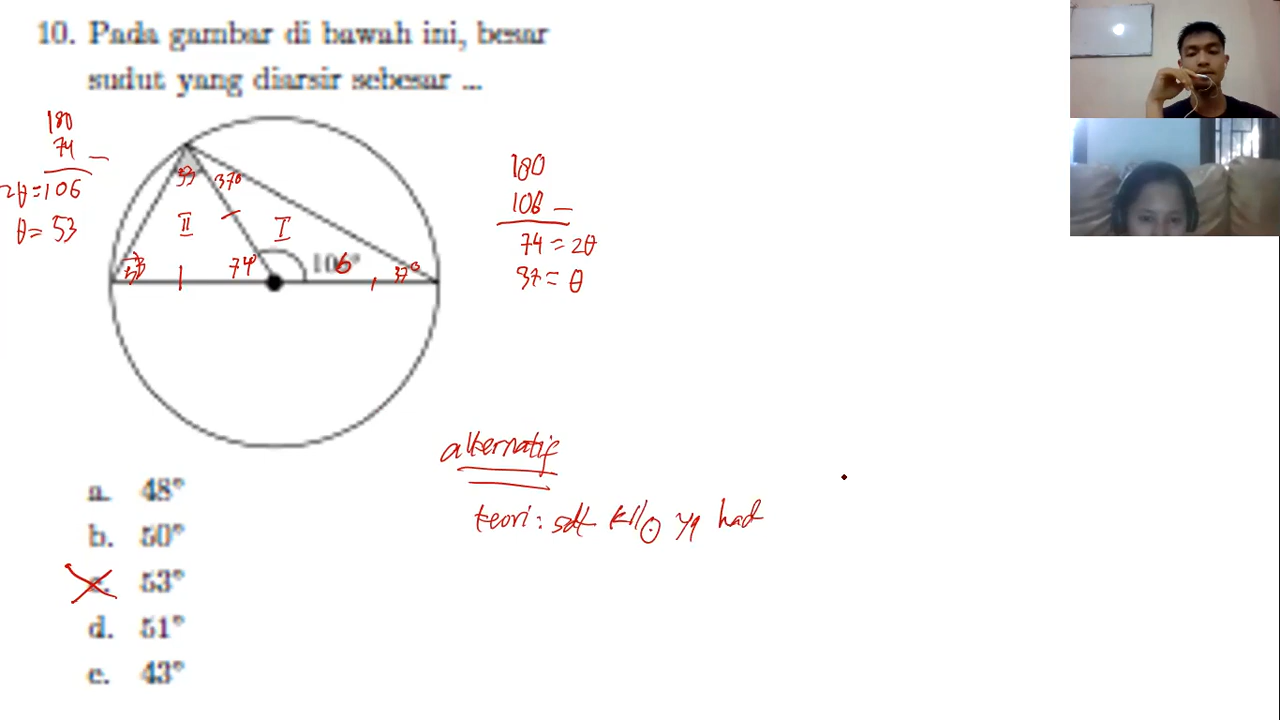 10. Pada gambar di bawah ini, besar
sudut yang diarsir sebesar ...
180
74 _
2θ = 106
θ = 53
53
37°
II
I
53
74°
106°
37°
180
106 _
74 = 2θ
37 = θ
alternatif
teori : sdt kll ⊙ yg had
a. 48°
b. 50°
c. 53°
d. 51°
e. 43°